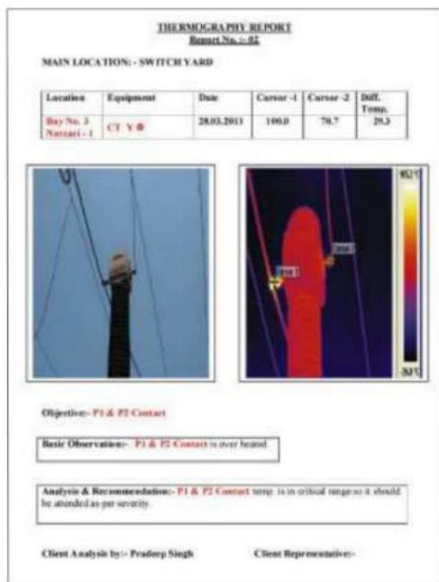 THERMOGRAPHY REPORT
Report No. :- 02
MAIN LOCATION: - SWITCH YARD
Location Equipment Date Cursor -1 Cursor -2 Diff. Temp.
Bay No. 3 Navsari - 1 CT Y Φ 28.03.2013 100.0 70.7 29.3
Objective:- P1 & P2 Contact
Basic Observation:- P1 & P2 Contact is over heated
Analysis & Recommendation:- P1 & P2 Contact temp. is in critical range so it should
be attended as per severity.
Client Analysis by:- Pradeep Singh Client Representative:-